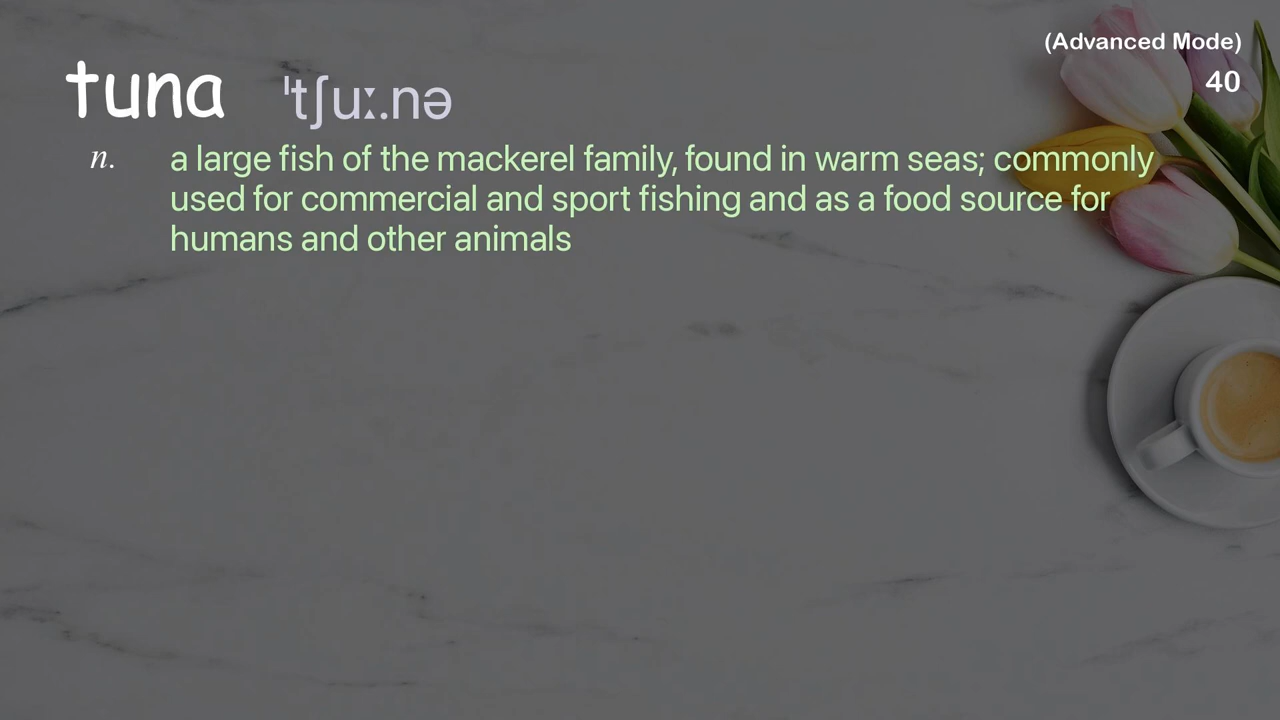 (Advanced Mode)
40
tuna ˈtʃuː.nə
n. a large fish of the mackerel family, found in warm seas; commonly
used for commercial and sport fishing and as a food source for
humans and other animals